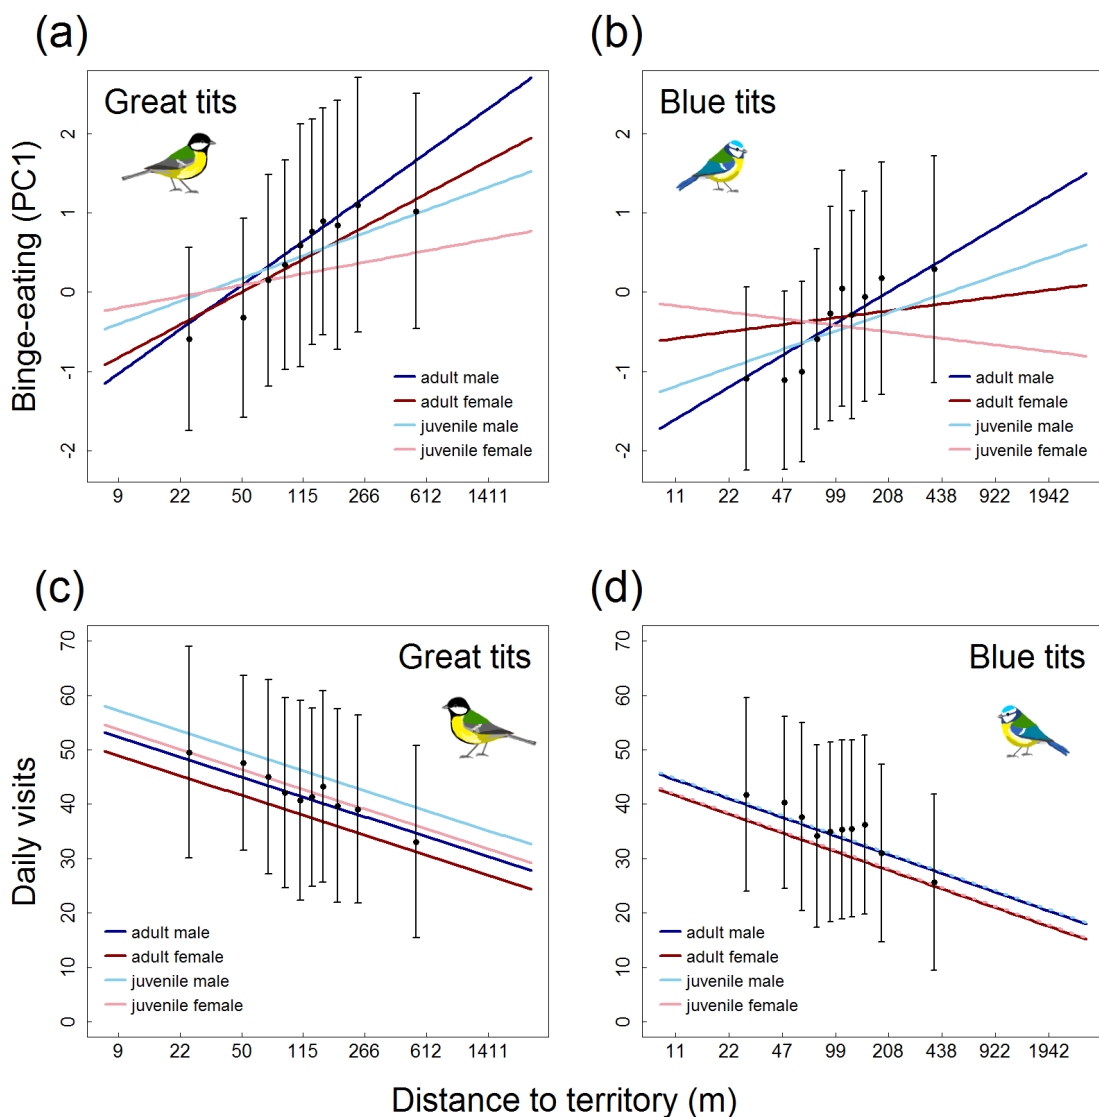 (a)
(b)
Great tits
Blue tits
Binge-eating (PC1)
2
1
0
-1
-2
adult male
adult female
juvenile male
juvenile female
9 22 50 115 266 612 1411
adult male
adult female
juvenile male
juvenile female
2
1
0
-1
-2
11 22 47 99 208 438 922 1942
(c)
(d)
Great tits
Blue tits
Daily visits
70
60
50
40
30
20
10
0
adult male
adult female
juvenile male
juvenile female
9 22 50 115 266 612 1411
70
60
50
40
30
20
10
0
adult male
adult female
juvenile male
juvenile female
11 22 47 99 208 438 922 1942
Distance to territory (m)